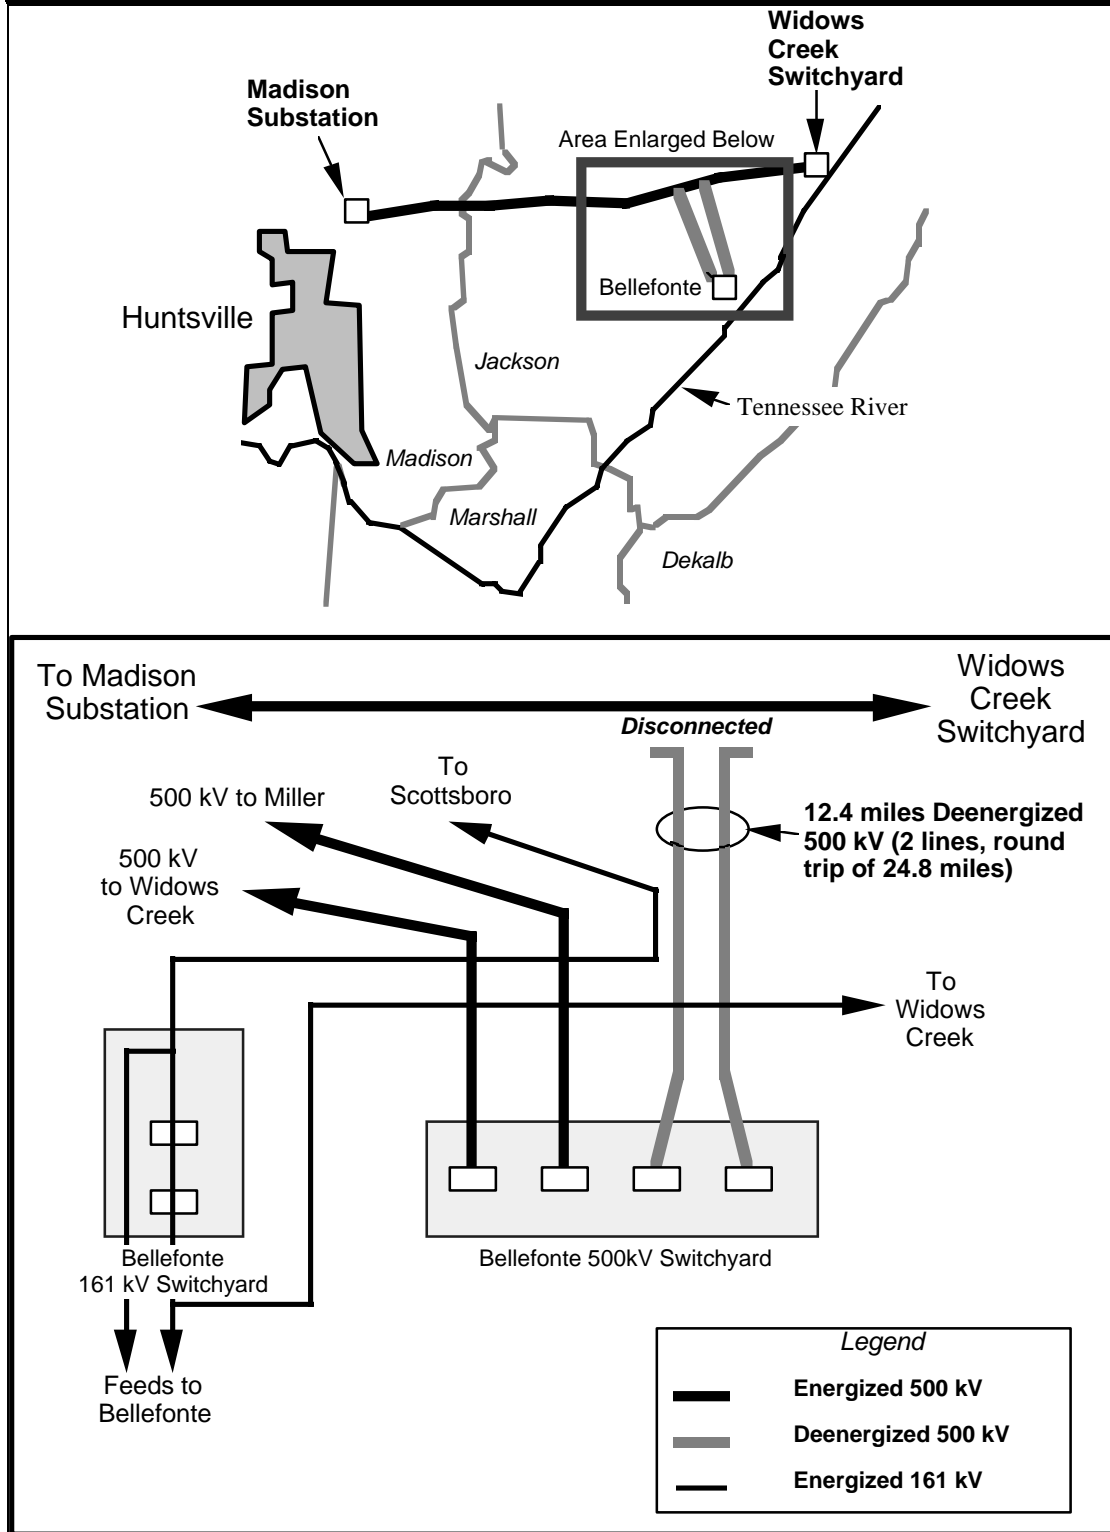 Widows
Creek
Switchyard
Madison
Substation
Area Enlarged Below
Bellefonte
Huntsville
Jackson
Tennessee River
Madison
Marshall
Dekalb
To Madison
Substation
Widows
Creek
Switchyard
Disconnected
To
Scottsboro
500 kV to Miller
12.4 miles Deenergized
500 kV (2 lines, round
trip of 24.8 miles)
500 kV
to Widows
Creek
To
Widows
Creek
Bellefonte
161 kV Switchyard
Bellefonte 500kV Switchyard
Feeds to
Bellefonte
Legend
Energized 500 kV
Deenergized 500 kV
Energized 161 kV